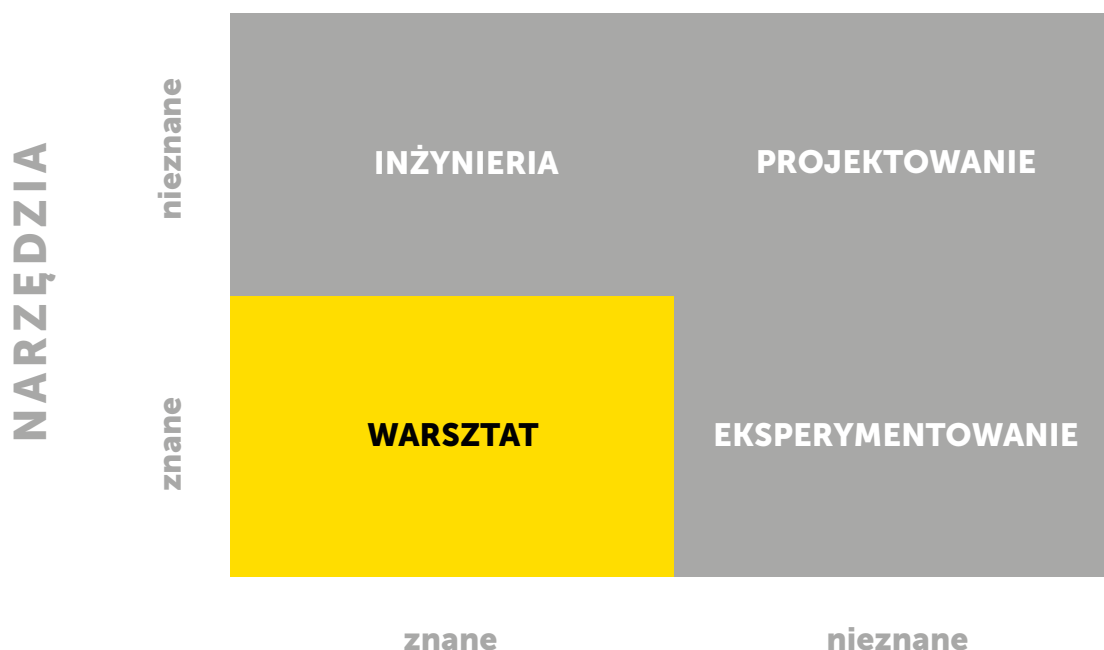 NARZĘDZIA
nieznane
INŻYNIERIA
PROJEKTOWANIE
znane
WARSZTAT
EKSPERYMENTOWANIE
znane
nieznane